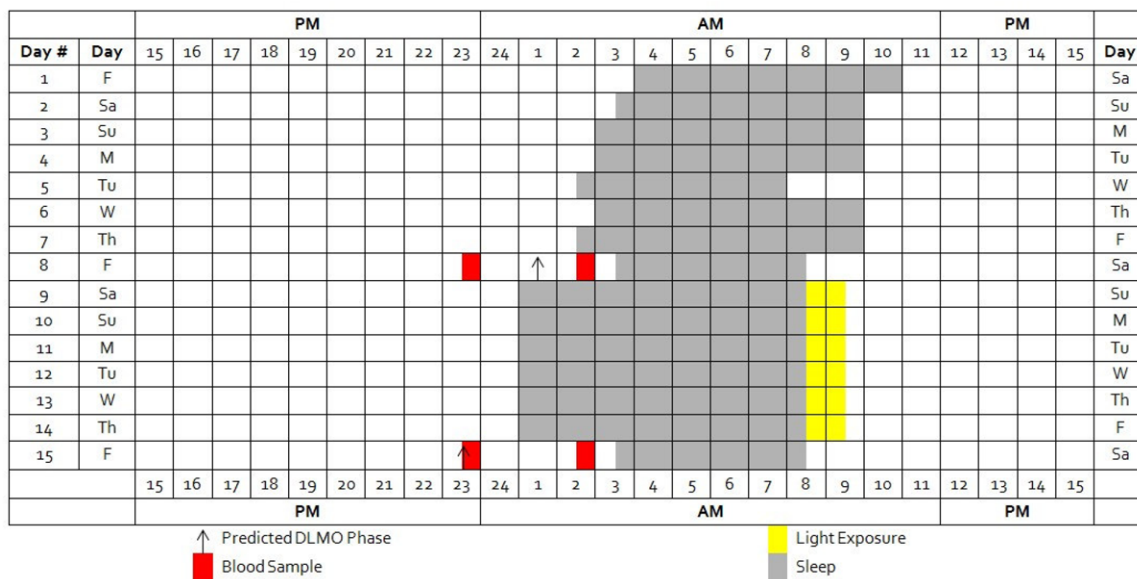 PM AM PM
Day # Day 15 16 17 18 19 20 21 22 23 24 1 2 3 4 5 6 7 8 9 10 11 12 13 14 15 Day
1 F Sa
2 Sa Su
3 Su M
4 M Tu
5 Tu W
6 W Th
7 Th F
8 F Sa
9 Sa Su
10 Su M
11 M Tu
12 Tu W
13 W Th
14 Th F
15 F Sa
15 16 17 18 19 20 21 22 23 24 1 2 3 4 5 6 7 8 9 10 11 12 13 14 15
PM AM PM
Predicted DLMO Phase Light Exposure
Blood Sample Sleep